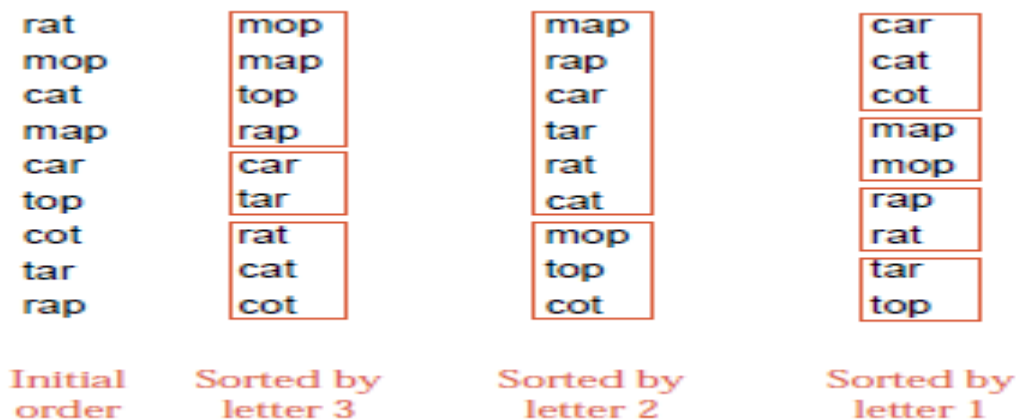 rat mop map car
mop map rap cat
cat top car cot
map rap tar map
car car rat mop
top tar cat rap
cot rat mop rat
tar cat top tar
rap cot cot top
Initial Sorted by Sorted by Sorted by
order letter 3 letter 2 letter 1